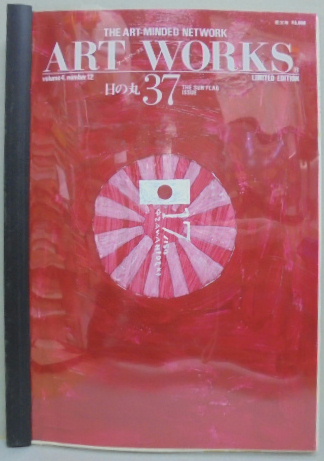 THE ART-MINDED NETWORK
ART WORKS
volume 4, number 12
LIMITED EDITION
日の丸 37 THE SUN FLAG
ISSUE
17